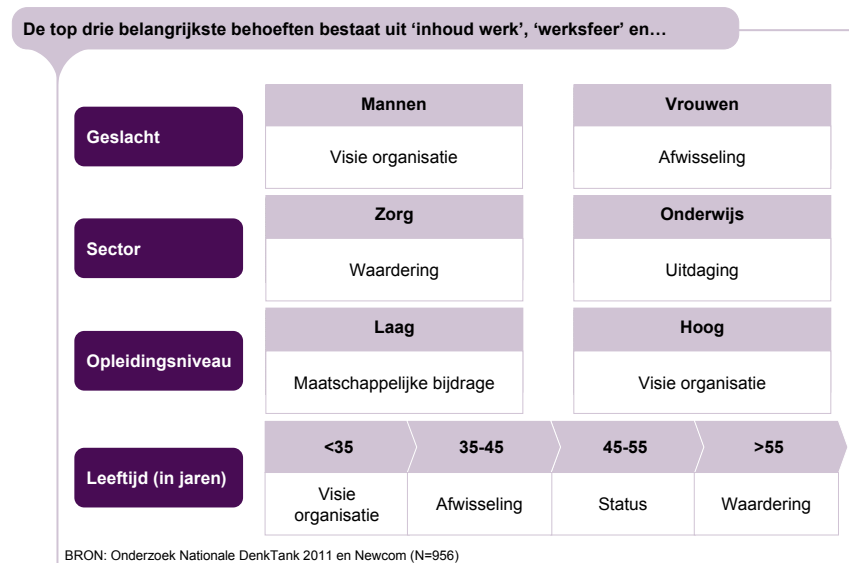 De top drie belangrijkste behoeften bestaat uit ‘inhoud werk’, ‘werksfeer’ en…
Geslacht
Mannen
Visie organisatie
Vrouwen
Afwisseling
Sector
Zorg
Waardering
Onderwijs
Uitdaging
Opleidingsniveau
Laag
Maatschappelijke bijdrage
Hoog
Visie organisatie
Leeftijd (in jaren)
<35
Visie
organisatie
35-45
Afwisseling
45-55
Status
>55
Waardering
BRON: Onderzoek Nationale DenkTank 2011 en Newcom (N=956)